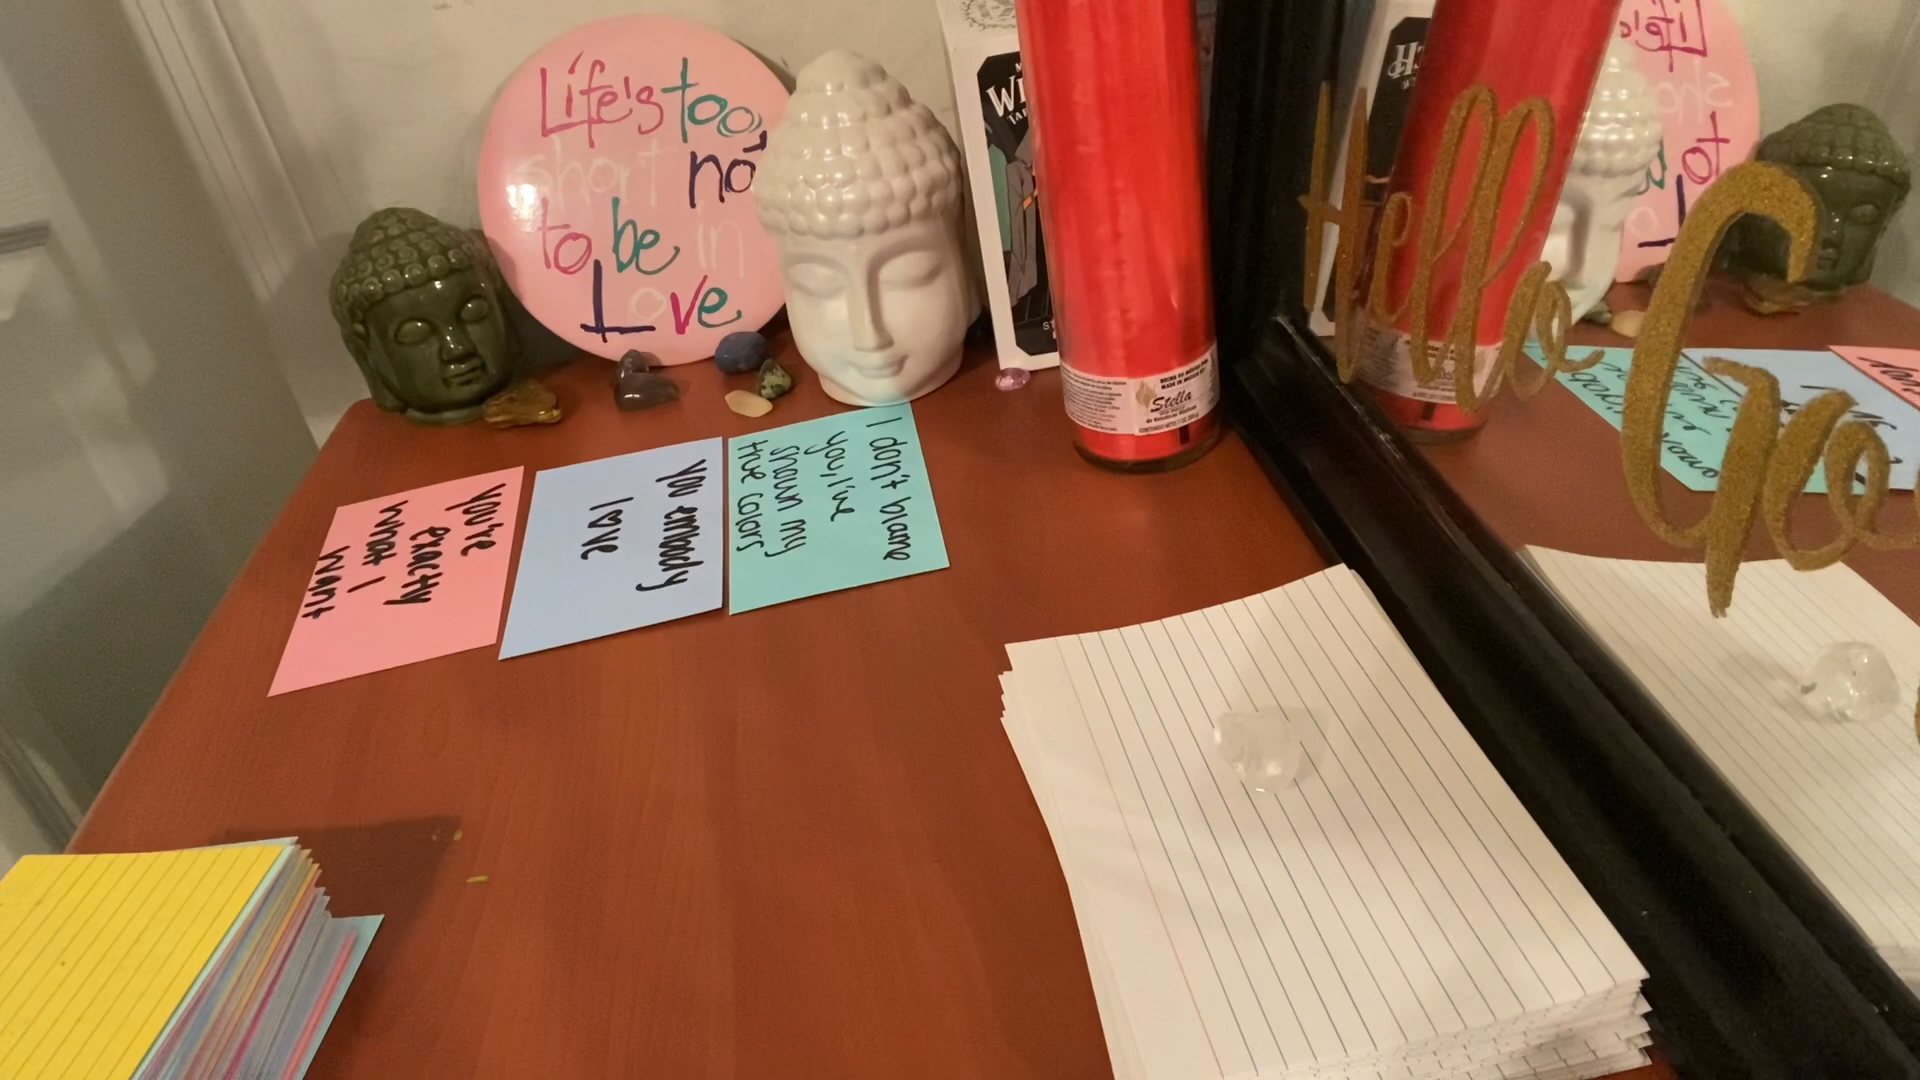 Life's too
short not
to be in
Love
You're
exactly
what I
want
You embody
love
I don't blame
you, I've
shown my
true colors
Stella
Hello